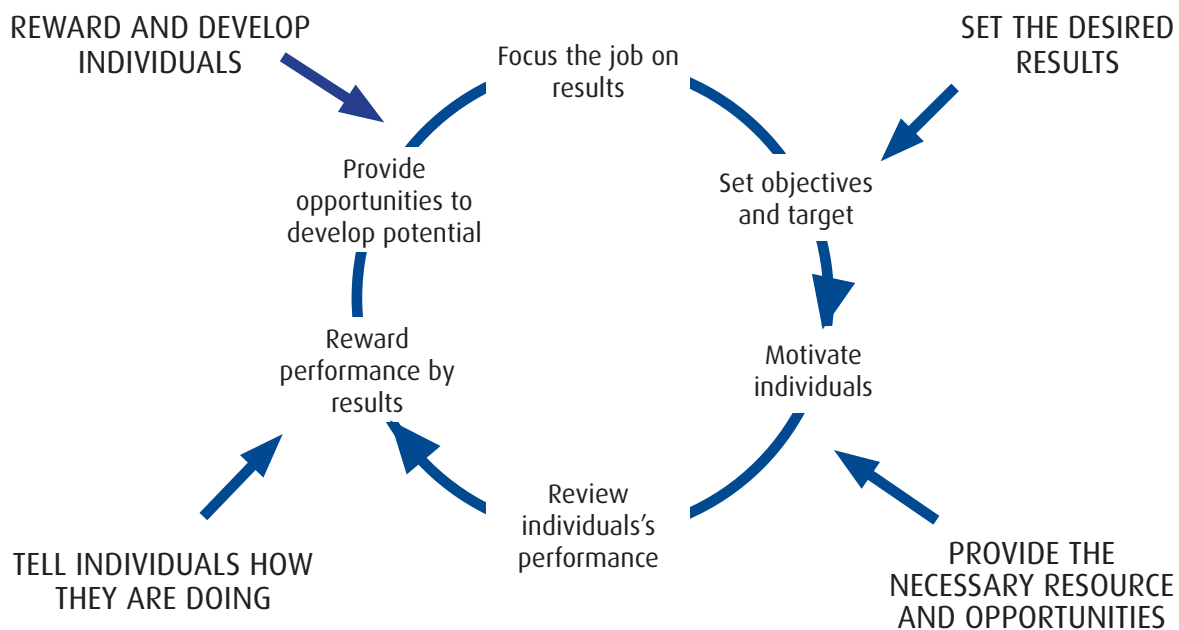 REWARD AND DEVELOP
INDIVIDUALS
Focus the job on
results
SET THE DESIRED
RESULTS
Provide
opportunities to
develop potential
Set objectives
and target
Reward
performance by
results
Motivate
individuals
Review
individuals's
performance
TELL INDIVIDUALS HOW
THEY ARE DOING
PROVIDE THE
NECESSARY RESOURCE
AND OPPORTUNITIES